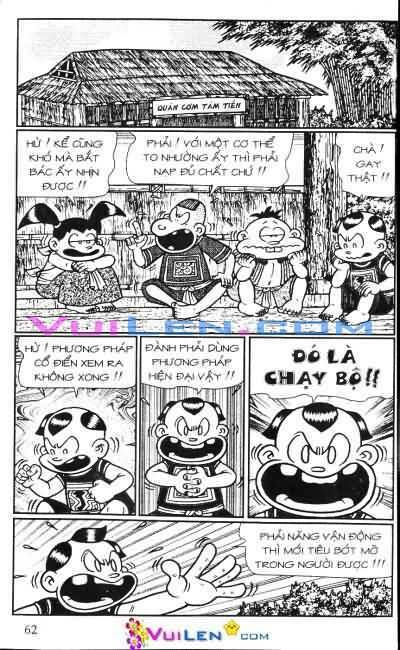 QUÁN CƠM TÁM TIỀN
HỪ ! KỂ CŨNG
KHÓ MÀ BẮT
BÁC ẤY NHỊN
ĐƯỢC !!
PHẢI ! VỚI MỘT CƠ THỂ
TO NHƯỜNG ẤY THÌ PHẢI
NẠP ĐỦ CHẤT CHỨ !!
CHÀ !
GAY
THẬT !!
VUILEN.COM
HỪ ! PHƯƠNG PHÁP
CỔ ĐIỂN XEM RA
KHÔNG XONG !!
ĐÀNH PHẢI DÙNG
PHƯƠNG PHÁP
HIỆN ĐẠI VẬY !!
ĐÓ LÀ
CHẠY BỘ!!
PHẢI NĂNG VẬN ĐỘNG
THÌ MỚI TIÊU BỚT MỠ
TRONG NGƯỜI ĐƯỢC !!!
62
VUILEN.COM